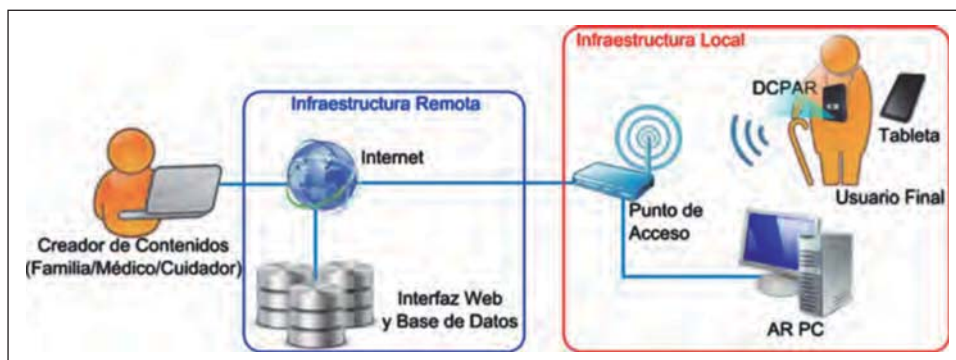 Infraestructura Local
Infraestructura Remota
DCPAR
Tableta
Internet
Usuario Final
Punto de
Acceso
Creador de Contenidos
(Familia/Médico/Cuidador)
Interfaz Web
y Base de Datos
AR PC